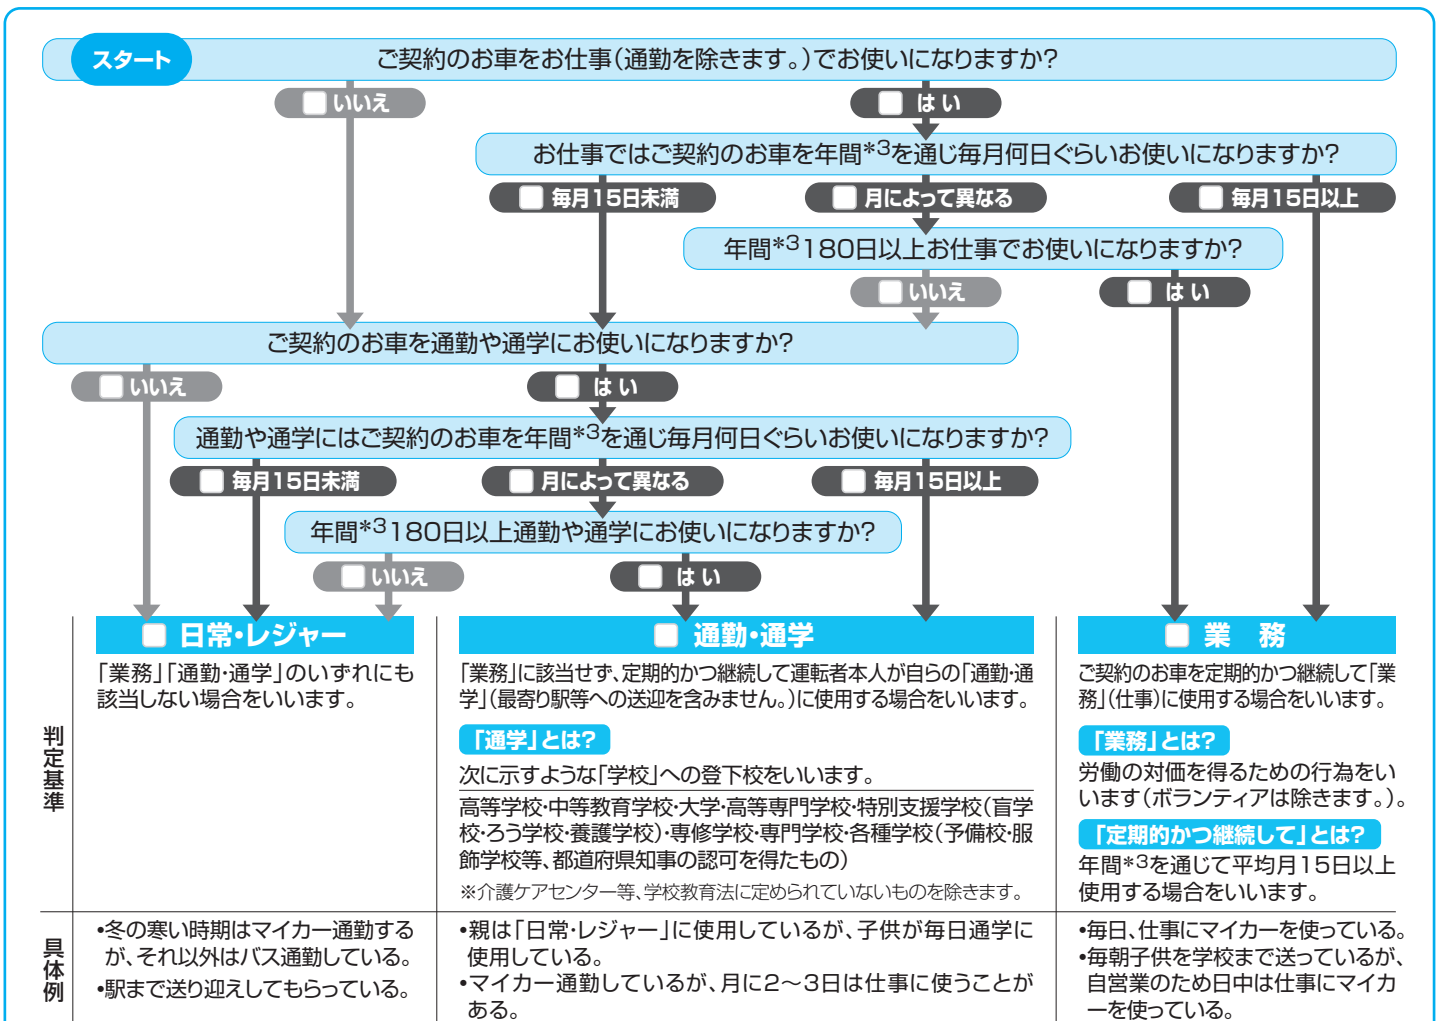 スタート
ご契約のお車をお仕事(通勤を除きます。)でお使いになりますか?
いいえ
はい
お仕事ではご契約のお車を年間*3を通じ毎月何日ぐらいお使いになりますか?
毎月15日未満
月によって異なる
毎月15日以上
年間*3180日以上お仕事でお使いになりますか?
いいえ
はい
ご契約のお車を通勤や通学にお使いになりますか?
いいえ
はい
通勤や通学にはご契約のお車を年間*3を通じ毎月何日ぐらいお使いになりますか?
毎月15日未満
月によって異なる
毎月15日以上
年間*3180日以上通勤や通学にお使いになりますか?
いいえ
はい
判定基準
日常・レジャー
「業務」「通勤・通学」のいずれにも
該当しない場合をいいます。
通勤・通学
「業務」に該当せず、定期的かつ継続して運転者本人が自らの「通勤・通
学」(最寄り駅等への送迎を含みません。)に使用する場合をいいます。
「通学」とは?
次に示すような「学校」への登下校をいいます。
高等学校・中等教育学校・大学・高等専門学校・特別支援学校(盲学
校・ろう学校・養護学校)・専修学校・専門学校・各種学校(予備校・服
飾学校等、都道府県知事の認可を得たもの)
※介護ケアセンター等、学校教育法に定められていないものを除きます。
業 務
ご契約のお車を定期的かつ継続して「業
務」(仕事)に使用する場合をいいます。
「業務」とは?
労働の対価を得るための行為をい
います(ボランティアは除きます。)。
「定期的かつ継続して」とは?
年間*3を通じて平均月15日以上
使用する場合をいいます。
具体例
•冬の寒い時期はマイカー通勤する
が、それ以外はバス通勤している。
•駅まで送り迎えしてもらっている。
•親は「日常・レジャー」に使用しているが、子供が毎日通学に
使用している。
•マイカー通勤しているが、月に2〜3日は仕事に使うことが
ある。
•毎日、仕事にマイカーを使っている。
•毎朝子供を学校まで送っているが、
自営業のため日中は仕事にマイカ
ーを使っている。